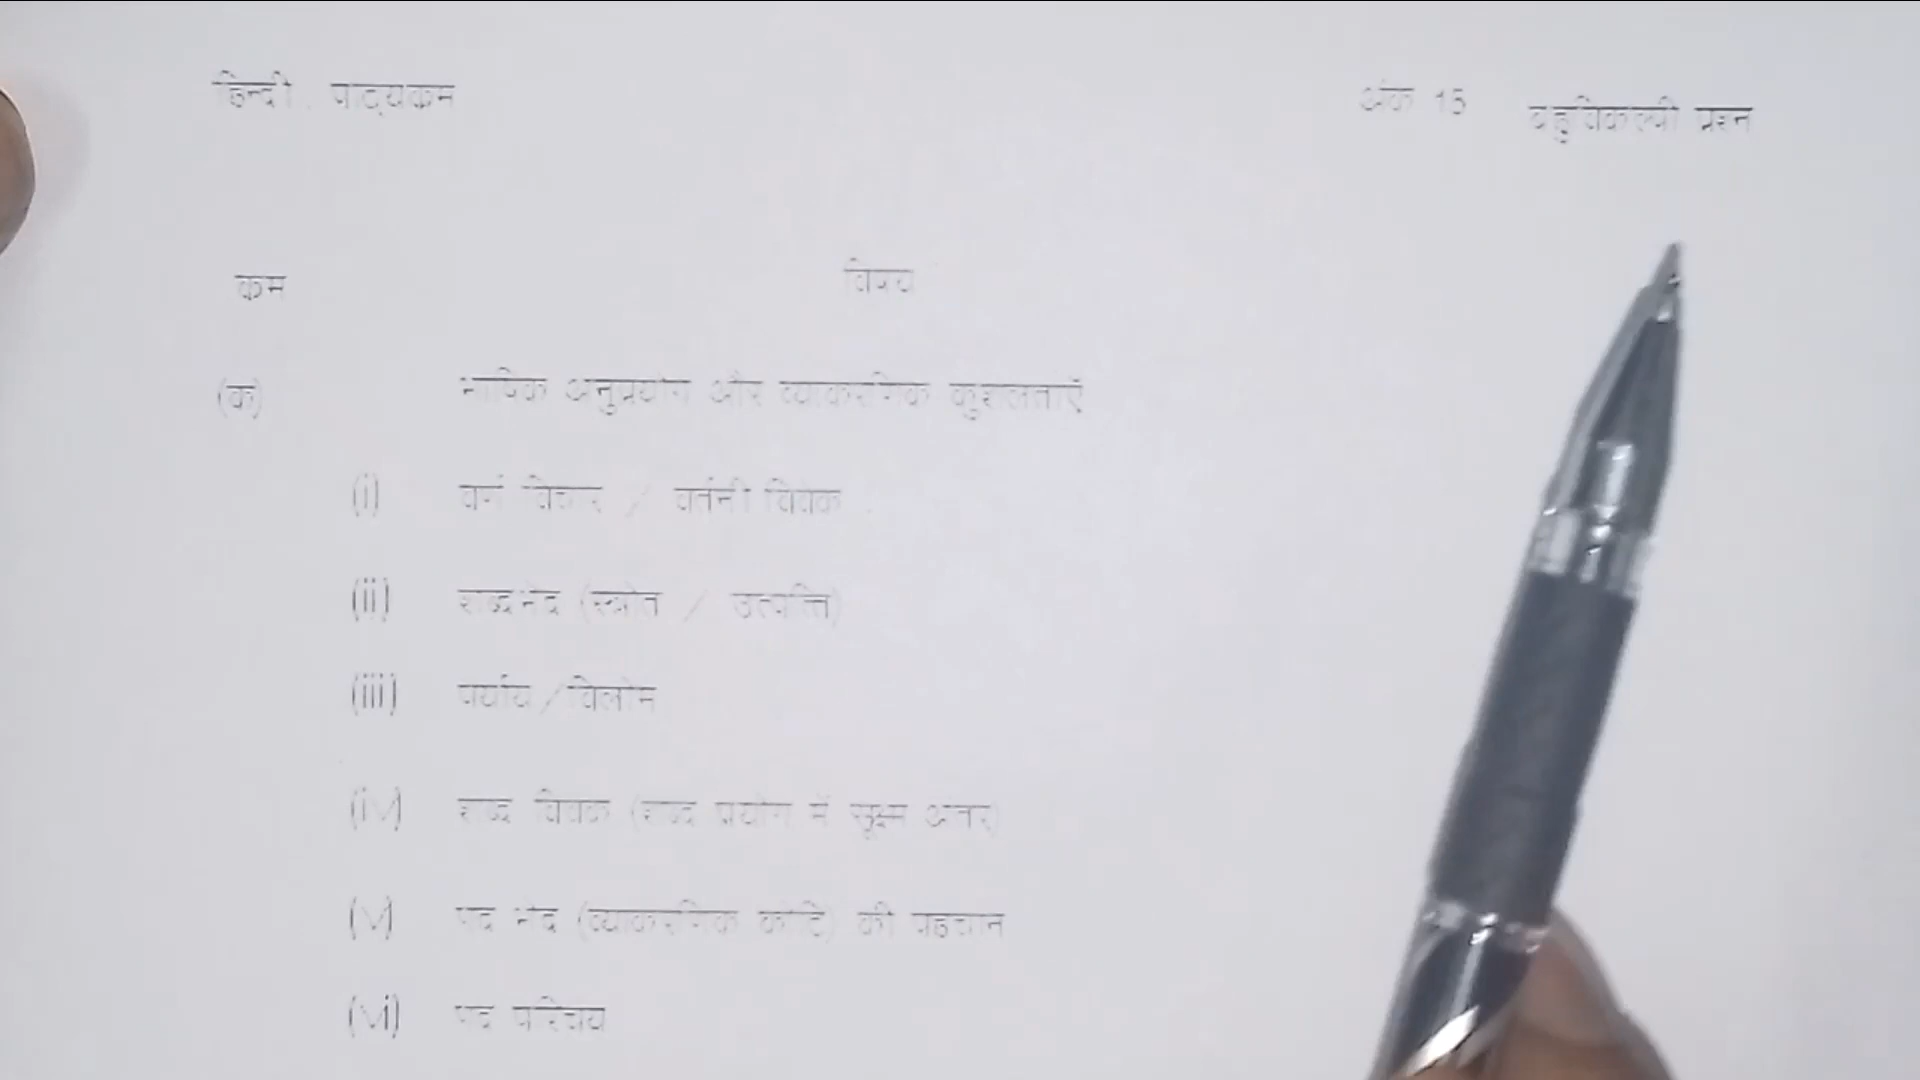 हिन्दी पाठ्यक्रम अंक 15 बहुविकल्पी प्रश्न
क्रम विषय
(क) भाषिक अनुप्रयोग और व्याकरणिक कुशलताएँ
(i) वर्ण विचार / वर्तनी विवेक
(ii) शब्दभेद (स्त्रोत / उत्पत्ति)
(iii) पर्याय /विलोम
(iv) शब्द विवेक (शब्द प्रयोग में सूक्ष्म अंतर)
(v) पद भेद (व्याकरणिक कोटि) की पहचान
(vi) पद परिचय